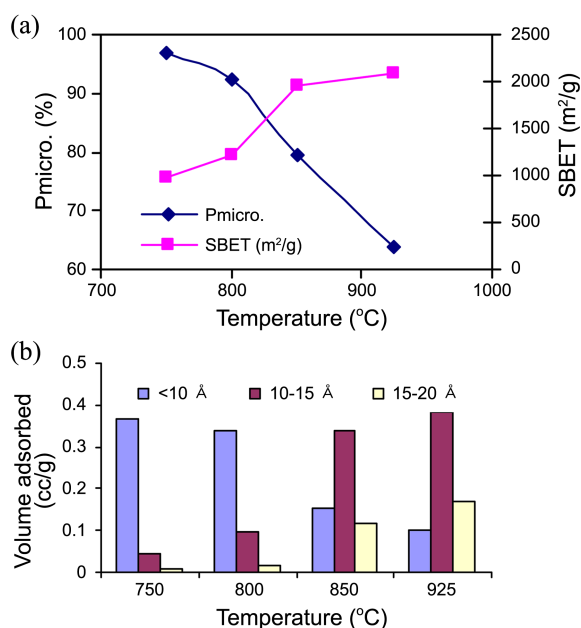 (a)
100
90
80
70
60
Pmicro. (%)
2500
2000
1500
1000
500
0
SBET (m²/g)
Pmicro.
SBET (m²/g)
700 800 900 1000
Temperature (°C)
(b)
0.5
0.4
0.3
0.2
0.1
0
Volume adsorbed
(cc/g)
<10 Å 10-15 Å 15-20 Å
750 800 850 925
Temperature (°C)